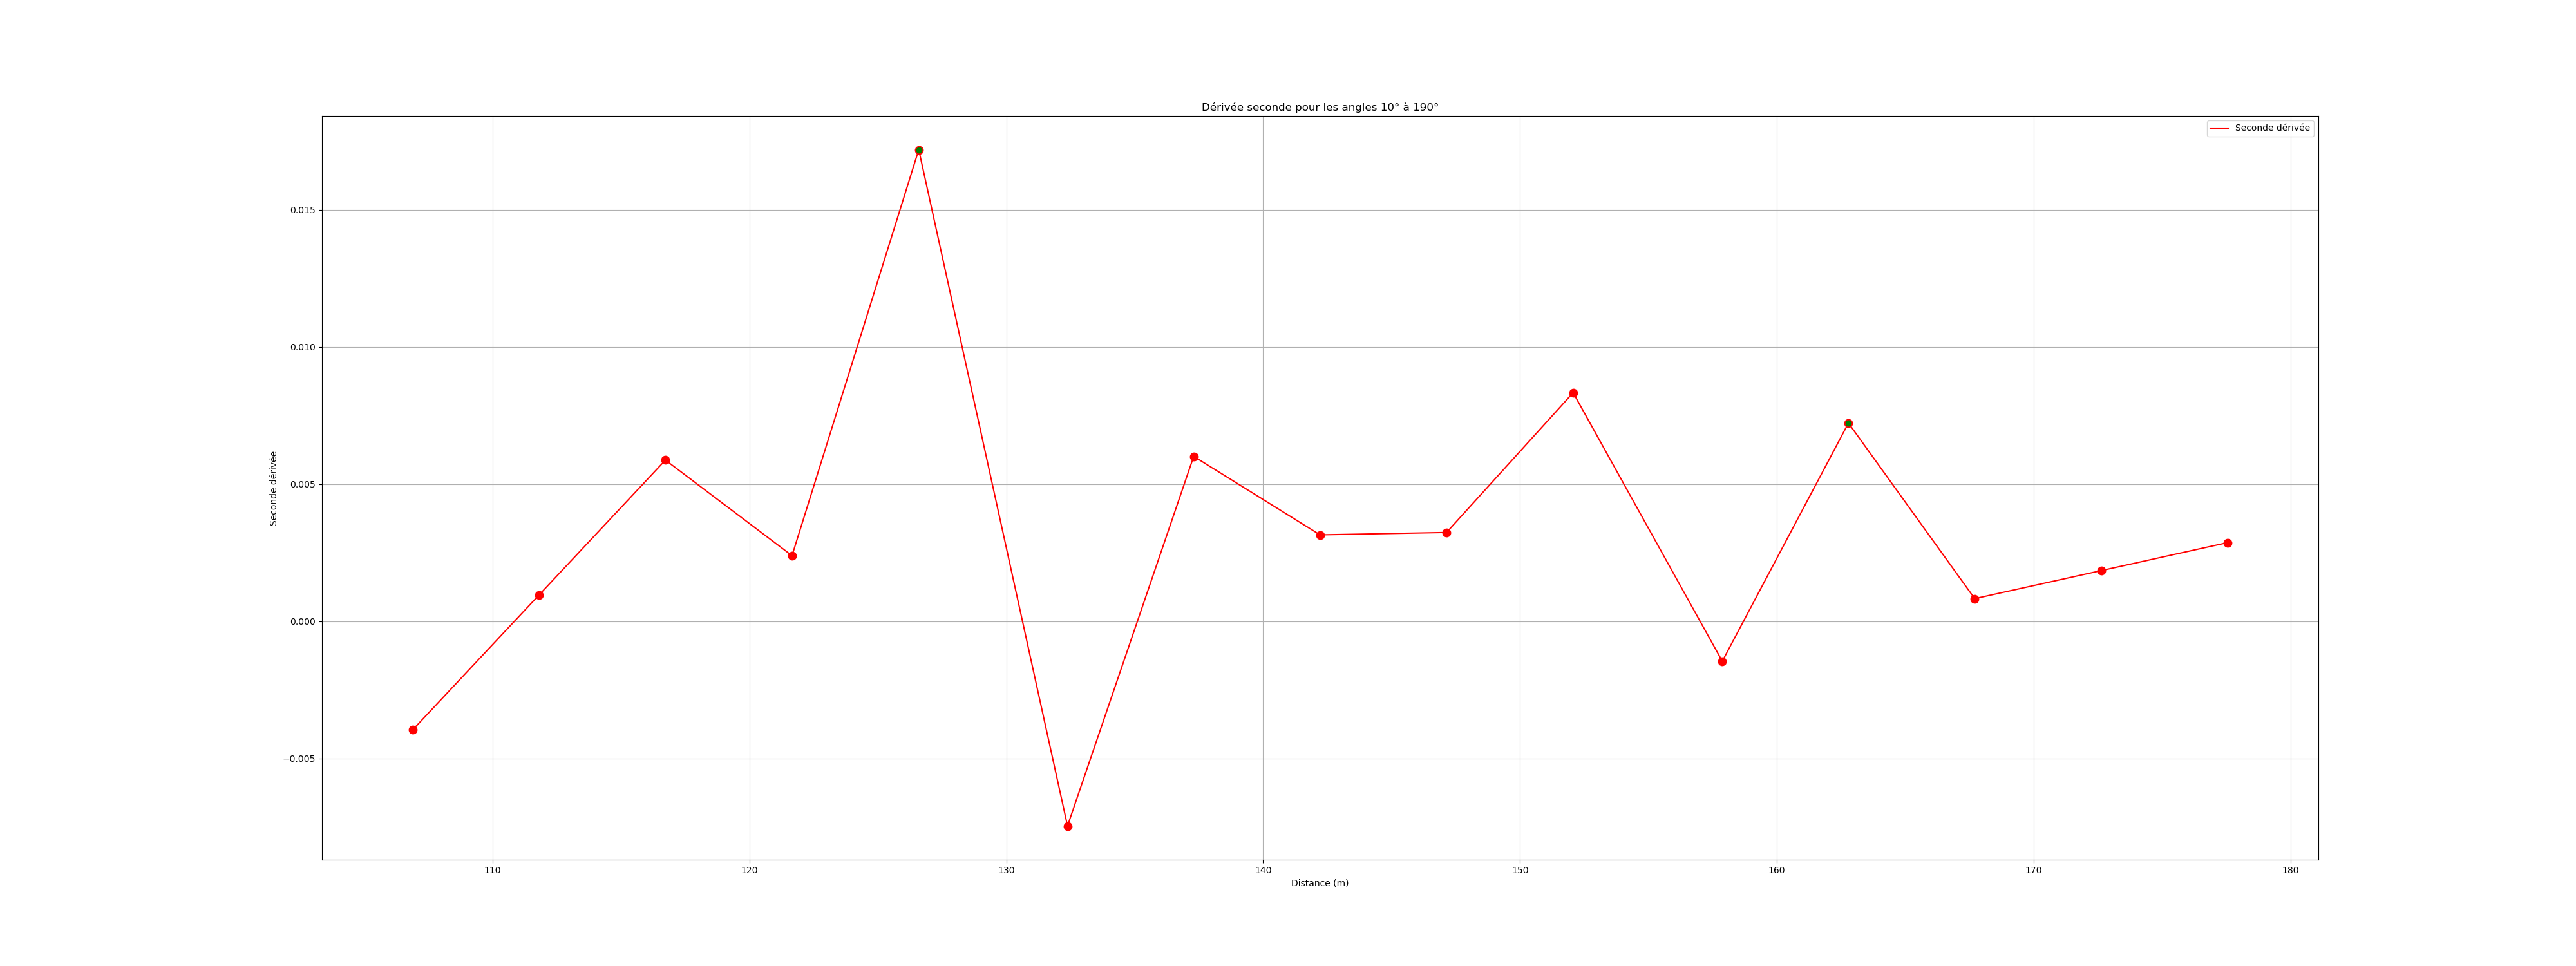 Dérivée seconde pour les angles 10° à 190°
Seconde dérivée
Seconde dérivée
0.015
0.010
0.005
0.000
−0.005
110 120 130 140 150 160 170 180
Distance (m)